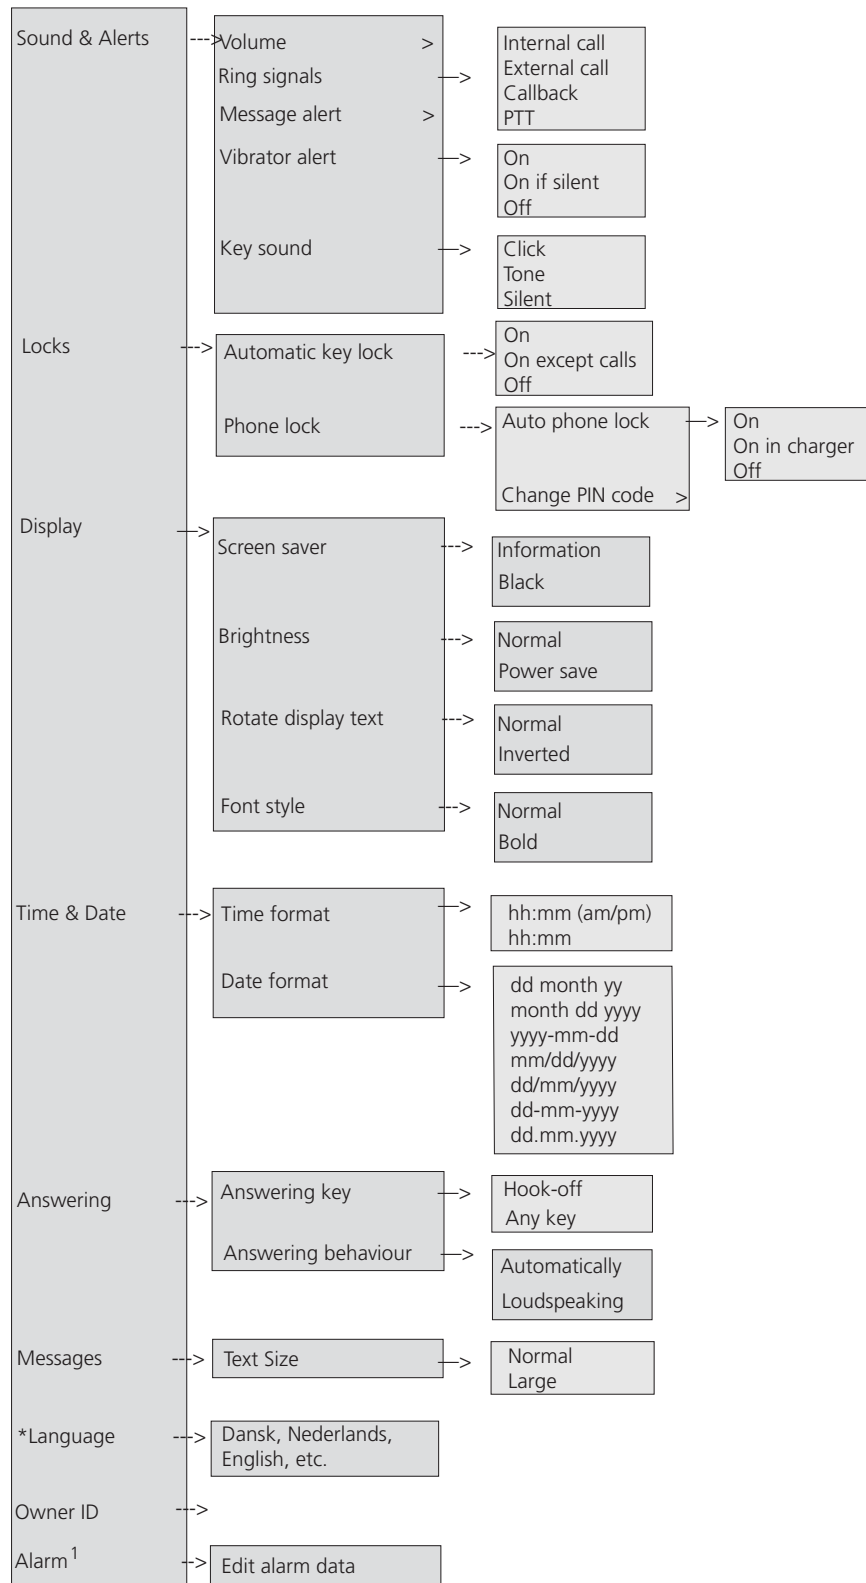 Sound & Alerts ---> Volume >
Ring signals —> Internal call
External call
Callback
PTT
Message alert >
Vibrator alert —> On
On if silent
Off
Key sound —> Click
Tone
Silent
Locks ---> Automatic key lock ---> On
On except calls
Off
Phone lock ---> Auto phone lock —> On
On in charger
Off
Change PIN code >
Display —> Screen saver ---> Information
Black
Brightness ---> Normal
Power save
Rotate display text ---> Normal
Inverted
Font style ---> Normal
Bold
Time & Date ---> Time format —> hh:mm (am/pm)
hh:mm
Date format —> dd month yy
month dd yyyy
yyyy-mm-dd
mm/dd/yyyy
dd/mm/yyyy
dd-mm-yyyy
dd.mm.yyyy
Answering ---> Answering key —> Hook-off
Any key
Answering behaviour —> Automatically
Loudspeaking
Messages ---> Text Size —> Normal
Large
*Language ---> Dansk, Nederlands,
English, etc.
Owner ID --->
Alarm1 --> Edit alarm data